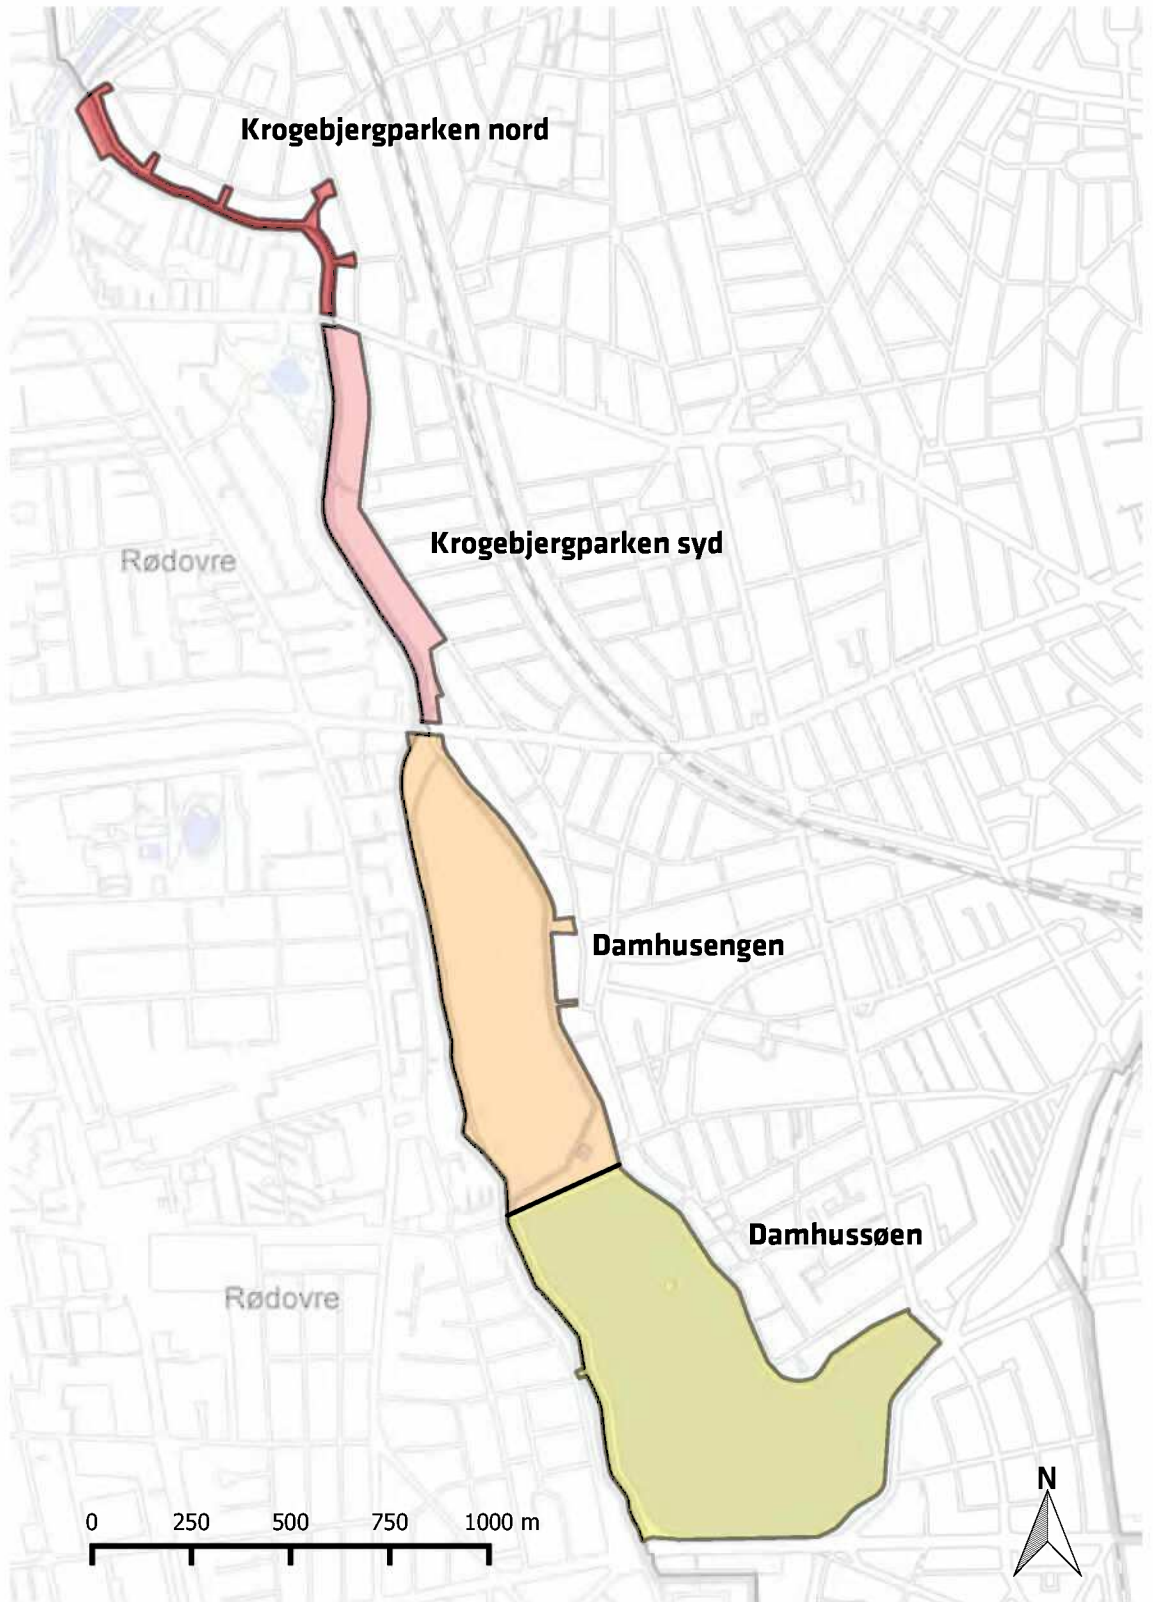 Krogebjergparken nord
Krogebjergparken syd
Rødovre
Damhusengen
Damhussøen
Rødovre
N
0 250 500 750 1000 m